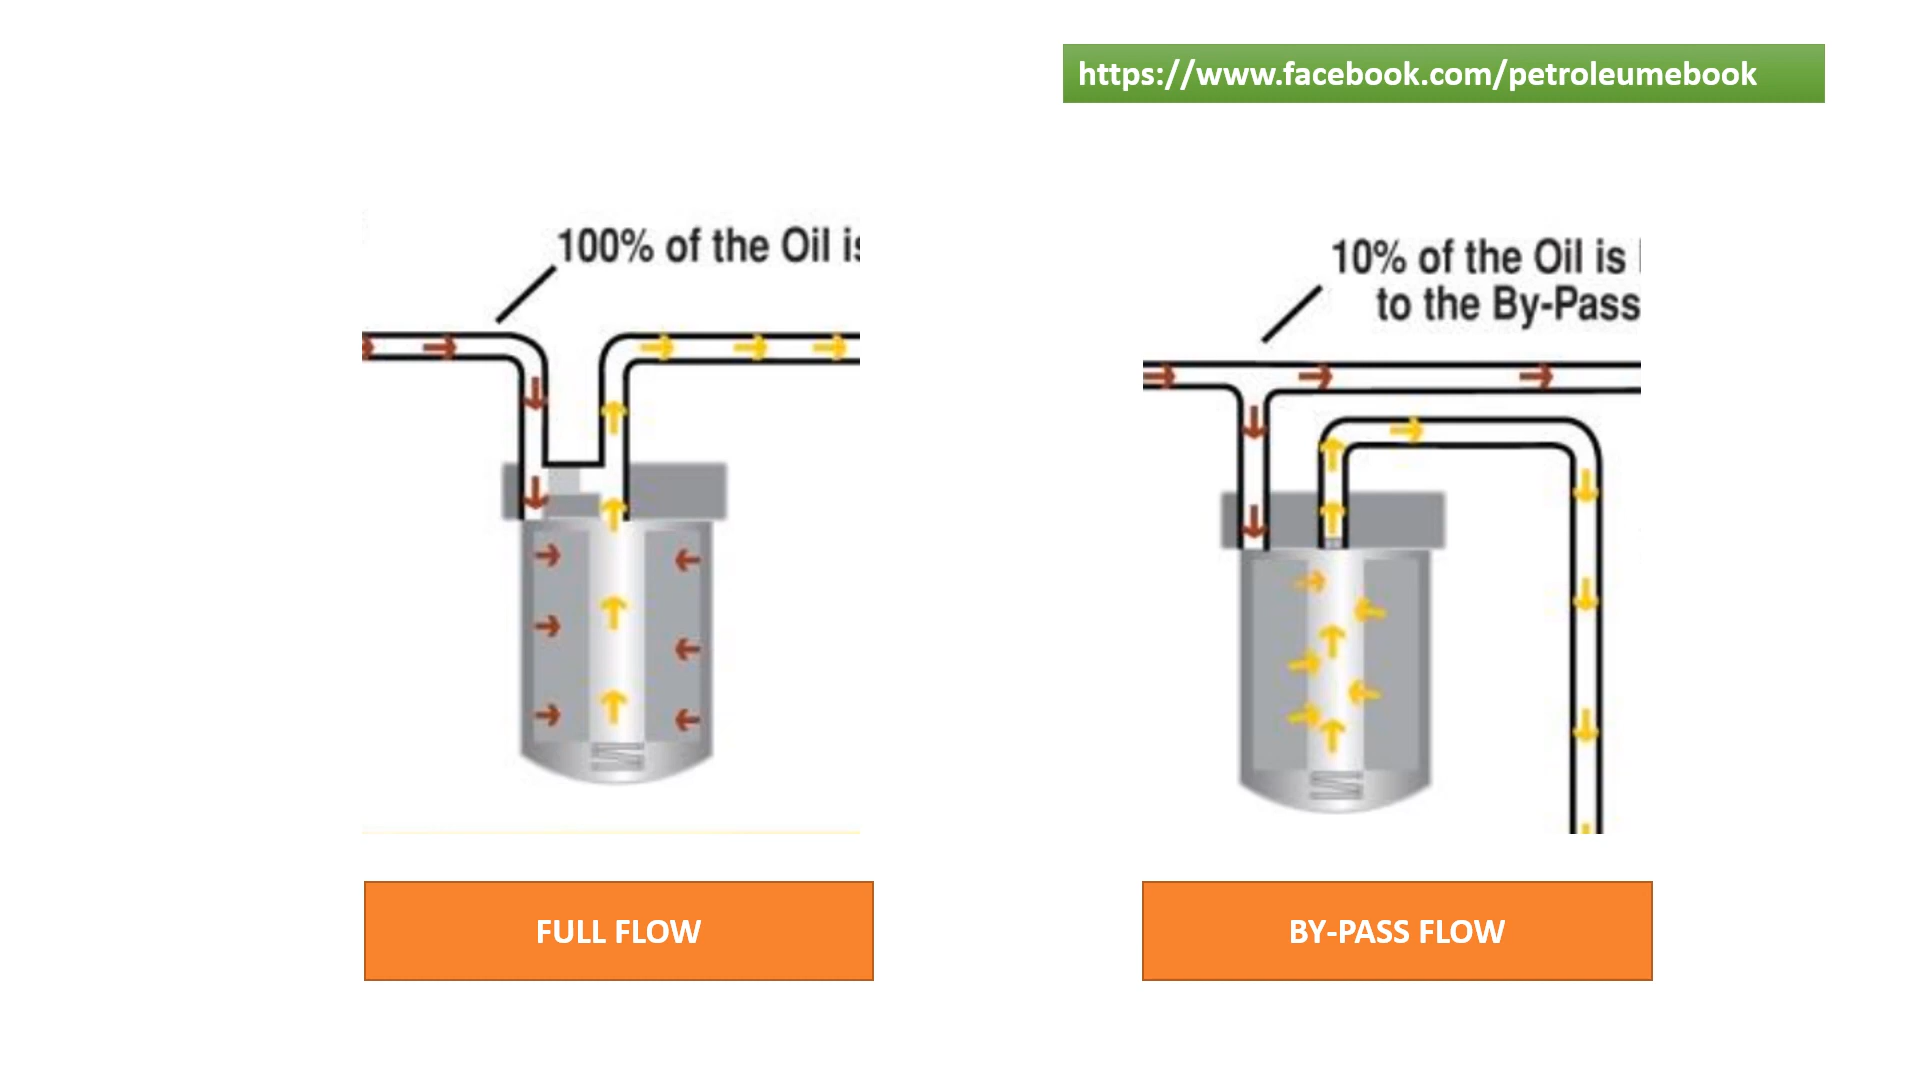 https://www.facebook.com/petroleumebook
100% of the Oil
10% of the Oil is
to the By-Pass
FULL FLOW
BY-PASS FLOW